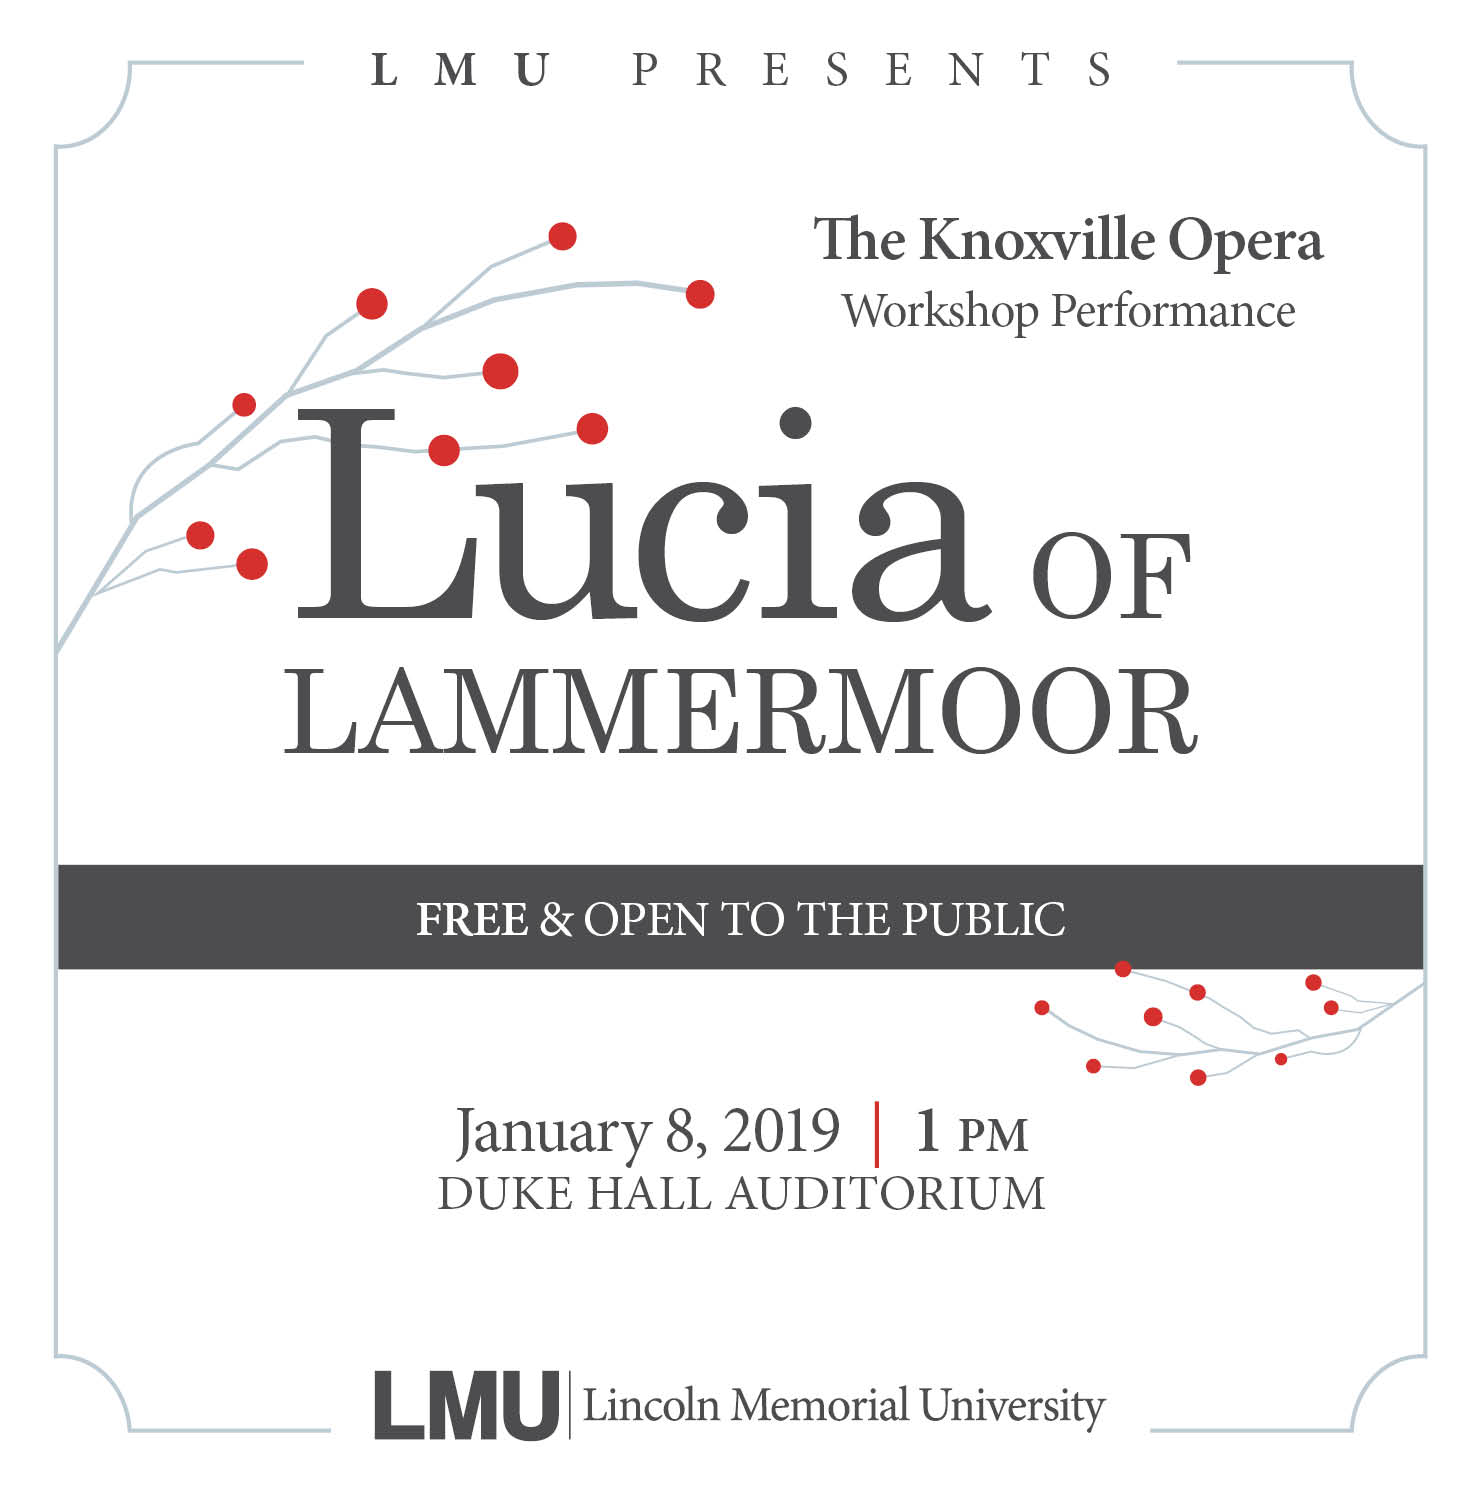 LMU PRESENTS
The Knoxville Opera
Workshop Performance
Lucia OF
LAMMERMOOR
FREE & OPEN TO THE PUBLIC
January 8, 2019 | 1 PM
DUKE HALL AUDITORIUM
LMU | Lincoln Memorial University